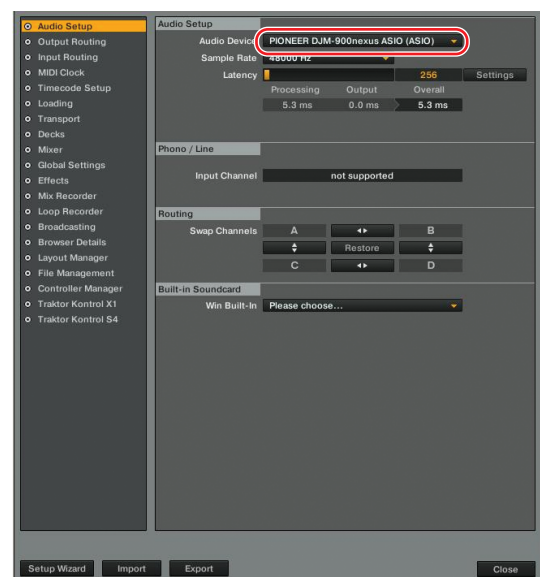 Audio Setup
Output Routing
Input Routing
MIDI Clock
Timecode Setup
Loading
Transport
Decks
Mixer
Global Settings
Effects
Mix Recorder
Loop Recorder
Broadcasting
Browser Details
Layout Manager
File Management
Controller Manager
Traktor Kontrol X1
Traktor Kontrol S4
Audio Setup
Audio Device PIONEER DJM-900nexus ASIO (ASIO)
Sample Rate 48000 Hz
Latency 256 Settings
Processing Output Overall
5.3 ms 0.0 ms 5.3 ms
Phono / Line
Input Channel not supported
Routing
Swap Channels A B
Restore
C D
Built-in Soundcard
Win Built-In Please choose...
Setup Wizard Import Export Close